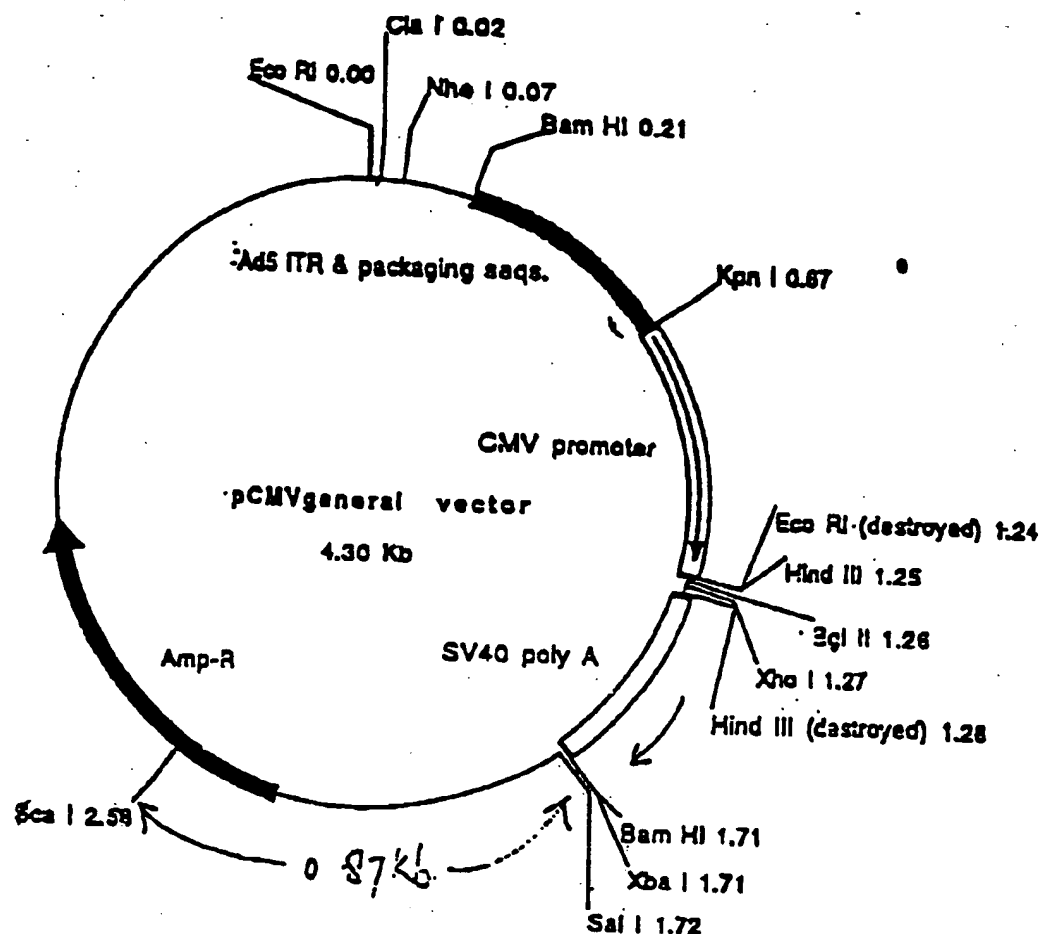 Cla I 0.02
Eco RI 0.00
Nhe I 0.07
Bam HI 0.21
Ad5 ITR & packaging seqs.
Kpn I 0.67
CMV promoter
pCMVgeneral vector
4.30 Kb
Eco RI (destroyed) 1.24
Hind III 1.25
Bgl II 1.26
Xho I 1.27
Hind III (destroyed) 1.28
SV40 poly A
Amp-R
Sca I 2.58
Bam HI 1.71
Xba I 1.71
Sal I 1.72
0 87 Kb